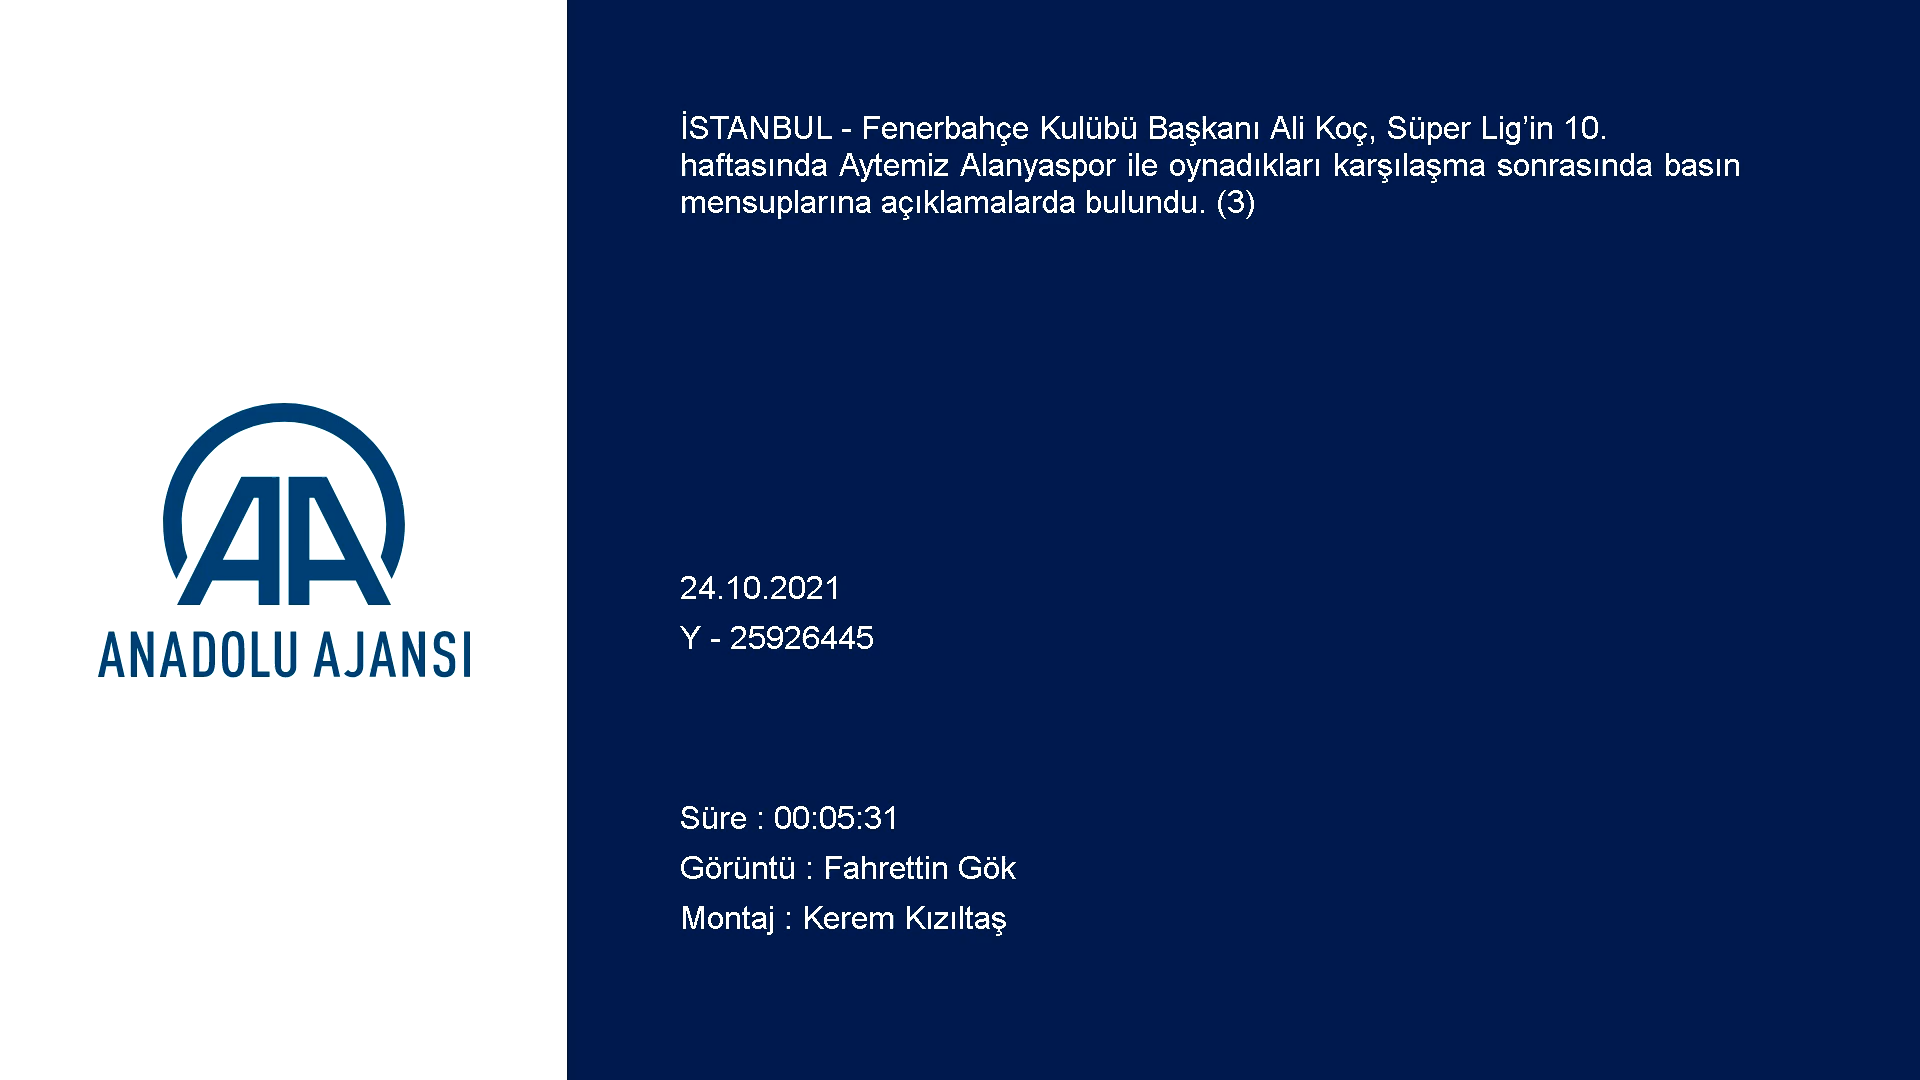 İSTANBUL - Fenerbahçe Kulübü Başkanı Ali Koç, Süper Lig’in 10.
haftasında Aytemiz Alanyaspor ile oynadıkları karşılaşma sonrasında basın
mensuplarına açıklamalarda bulundu. (3)
AA
ANADOLU AJANSI
24.10.2021
Y - 25926445
Süre : 00:05:31
Görüntü : Fahrettin Gök
Montaj : Kerem Kızıltaş